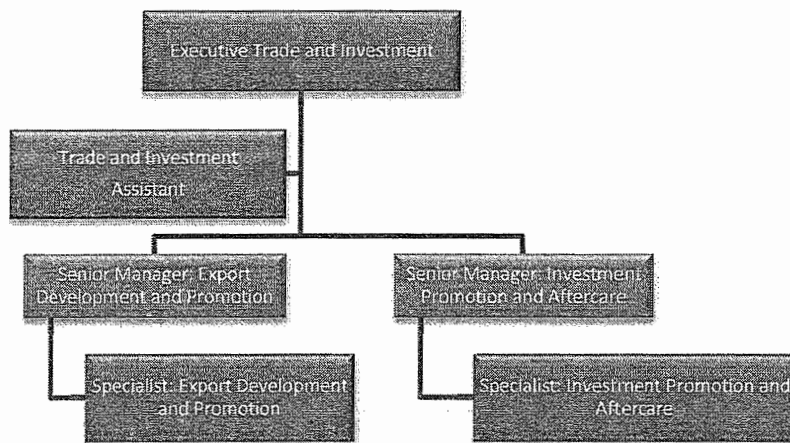 Executive Trade and Investment
Trade and Investment
Assistant
Senior Manager: Export
Development and Promotion
Senior Manager: Investment
Promotion and Aftercare
Specialist: Export Development
and Promotion
Specialist: Investment Promotion and
Aftercare